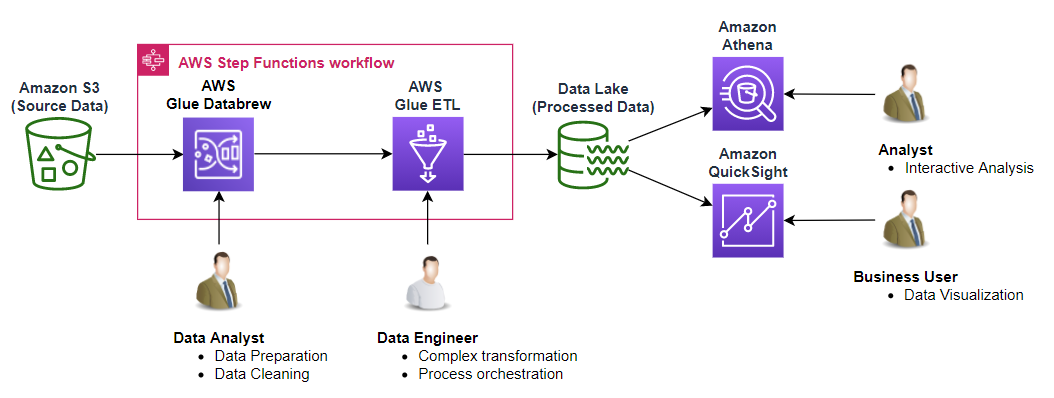 Amazon S3
(Source Data)
AWS Step Functions workflow
AWS
Glue Databrew
AWS
Glue ETL
Data Lake
(Processed Data)
Amazon
Athena
Amazon
QuickSight
Analyst
• Interactive Analysis
Business User
• Data Visualization
Data Analyst
• Data Preparation
• Data Cleaning
Data Engineer
• Complex transformation
• Process orchestration